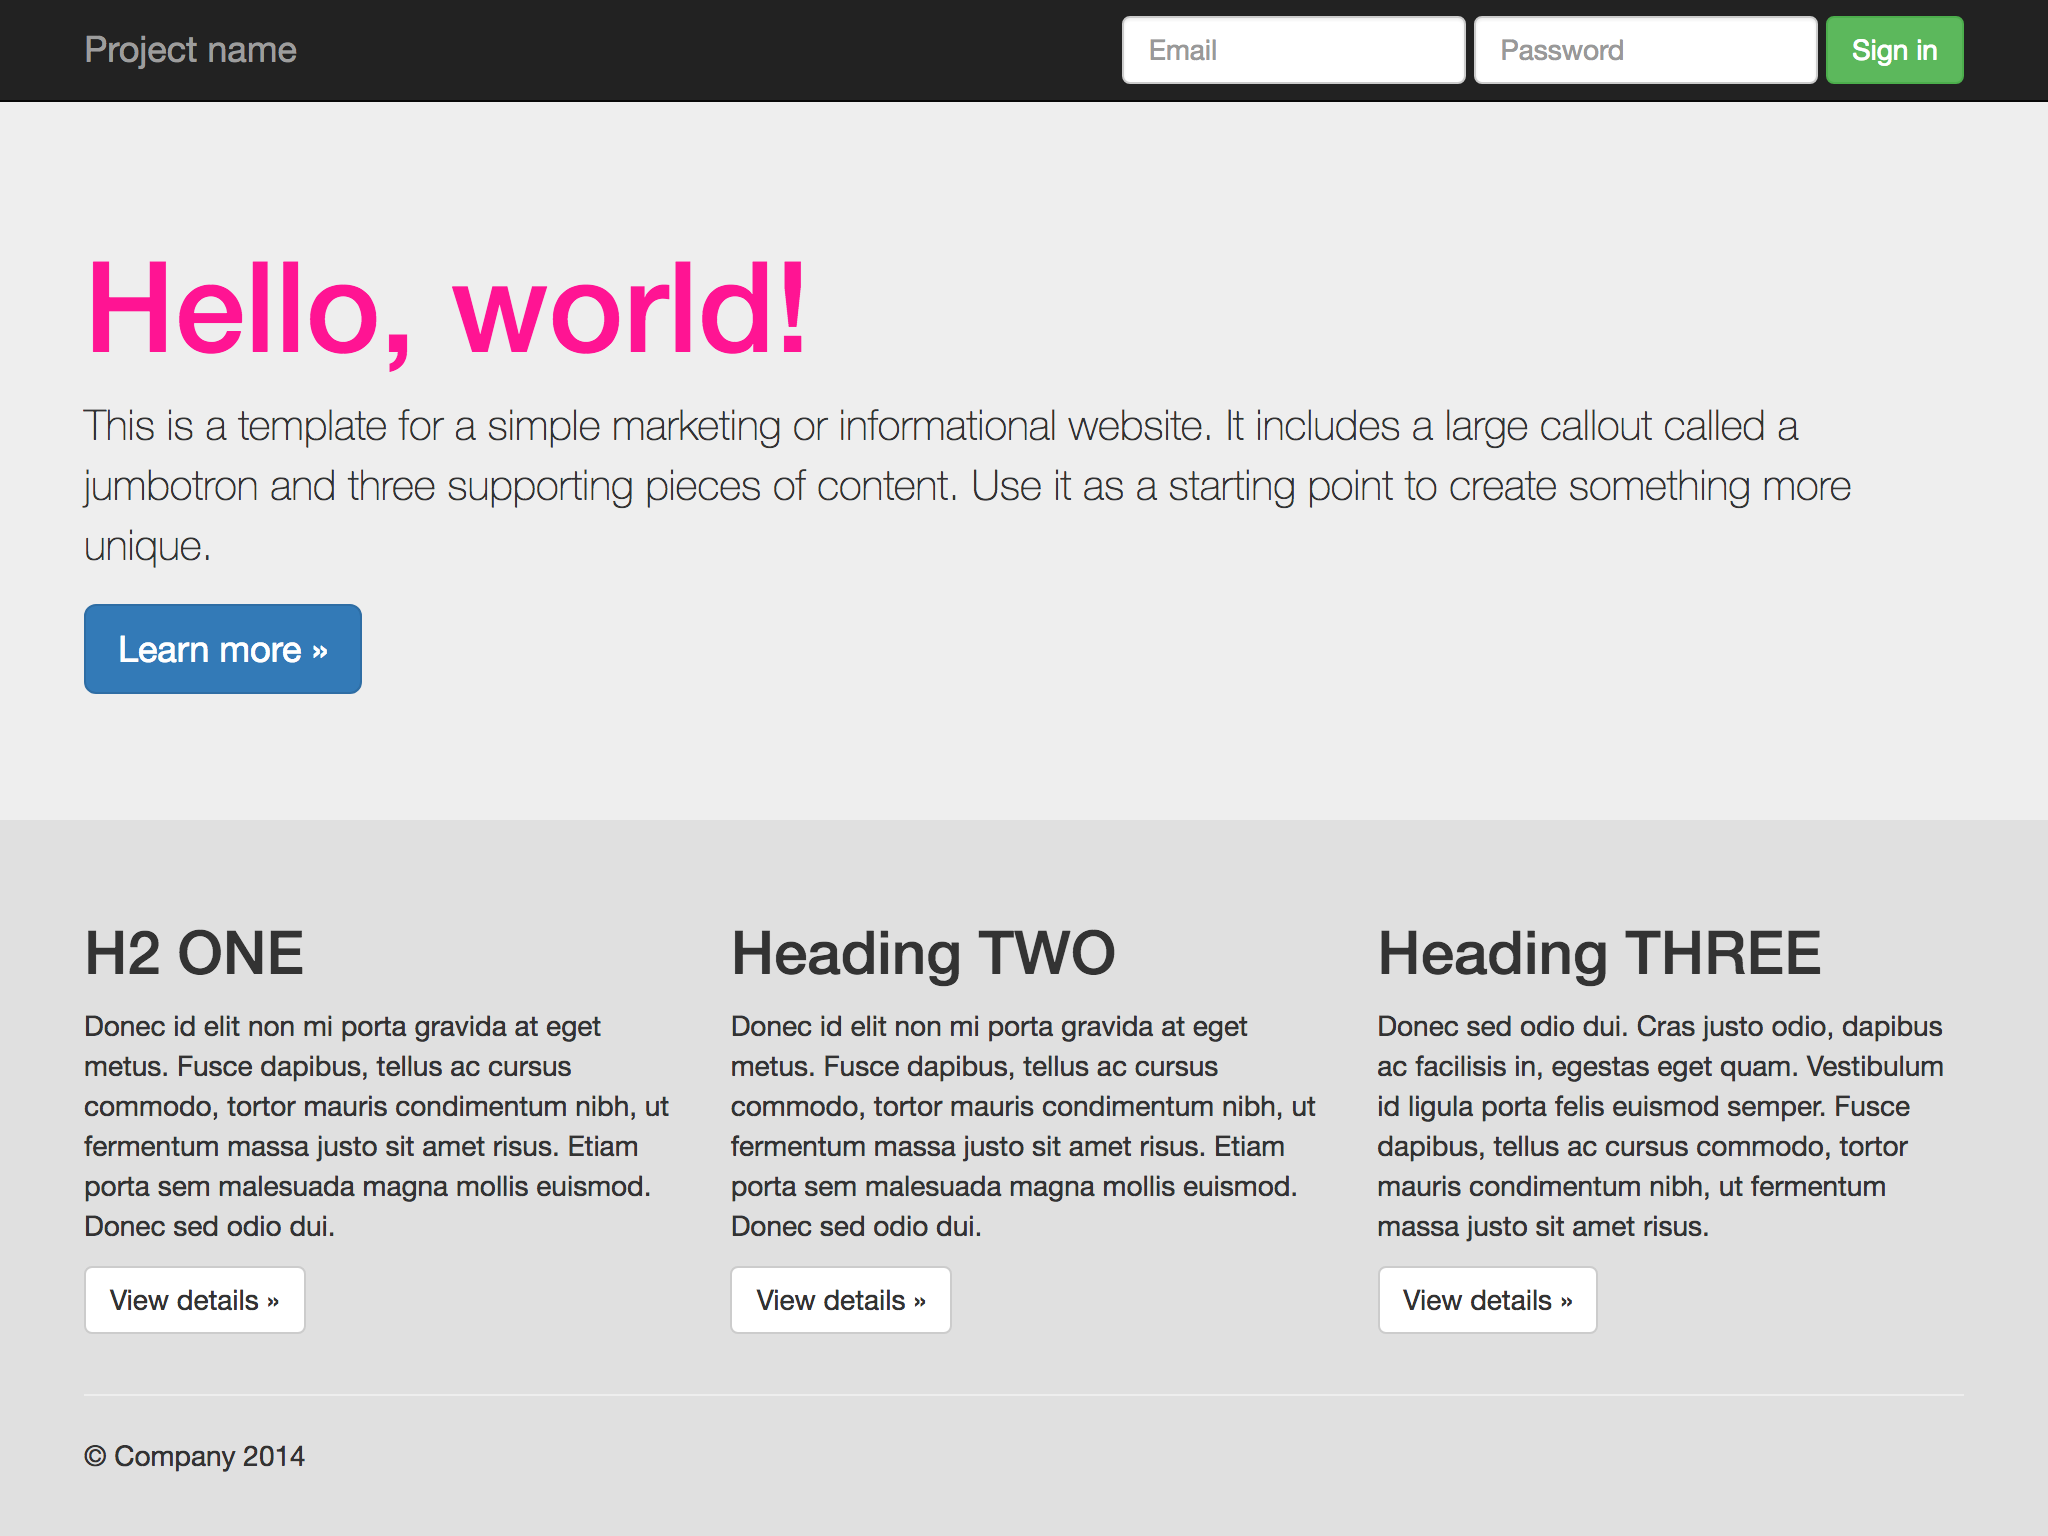 Project name
Email
Password
Sign in
Hello, world!
This is a template for a simple marketing or informational website. It includes a large callout called a
jumbotron and three supporting pieces of content. Use it as a starting point to create something more
unique.
Learn more »
H2 ONE
Donec id elit non mi porta gravida at eget
metus. Fusce dapibus, tellus ac cursus
commodo, tortor mauris condimentum nibh, ut
fermentum massa justo sit amet risus. Etiam
porta sem malesuada magna mollis euismod.
Donec sed odio dui.
View details »
Heading TWO
Donec id elit non mi porta gravida at eget
metus. Fusce dapibus, tellus ac cursus
commodo, tortor mauris condimentum nibh, ut
fermentum massa justo sit amet risus. Etiam
porta sem malesuada magna mollis euismod.
Donec sed odio dui.
View details »
Heading THREE
Donec sed odio dui. Cras justo odio, dapibus
ac facilisis in, egestas eget quam. Vestibulum
id ligula porta felis euismod semper. Fusce
dapibus, tellus ac cursus commodo, tortor
mauris condimentum nibh, ut fermentum
massa justo sit amet risus.
View details »
© Company 2014